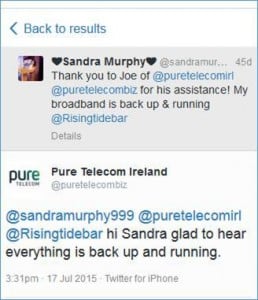 Back to results
♥Sandra Murphy♥ @sandramur... 45d
Thank you to Joe of @puretelecomirl
@puretelecombiz for his assistance! My
broadband is back up & running
@Risingtidebar
Details
pure
TELECOM
Pure Telecom Ireland
@puretelecombiz
@sandramurphy999 @puretelecomirl
@Risingtidebar hi Sandra glad to hear
everything is back up and running.
3:31pm · 17 Jul 2015 · Twitter for iPhone